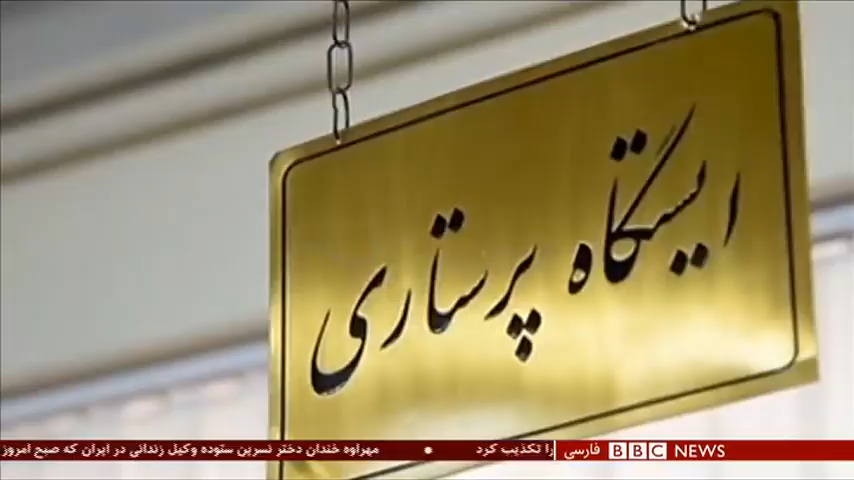 ایستگاه پرستاری
را تکذیب کرد • مهراوه خندان دختر نسرین ستوده وکیل زندانی در ایران که صبح امروز
BBC NEWS فارسی